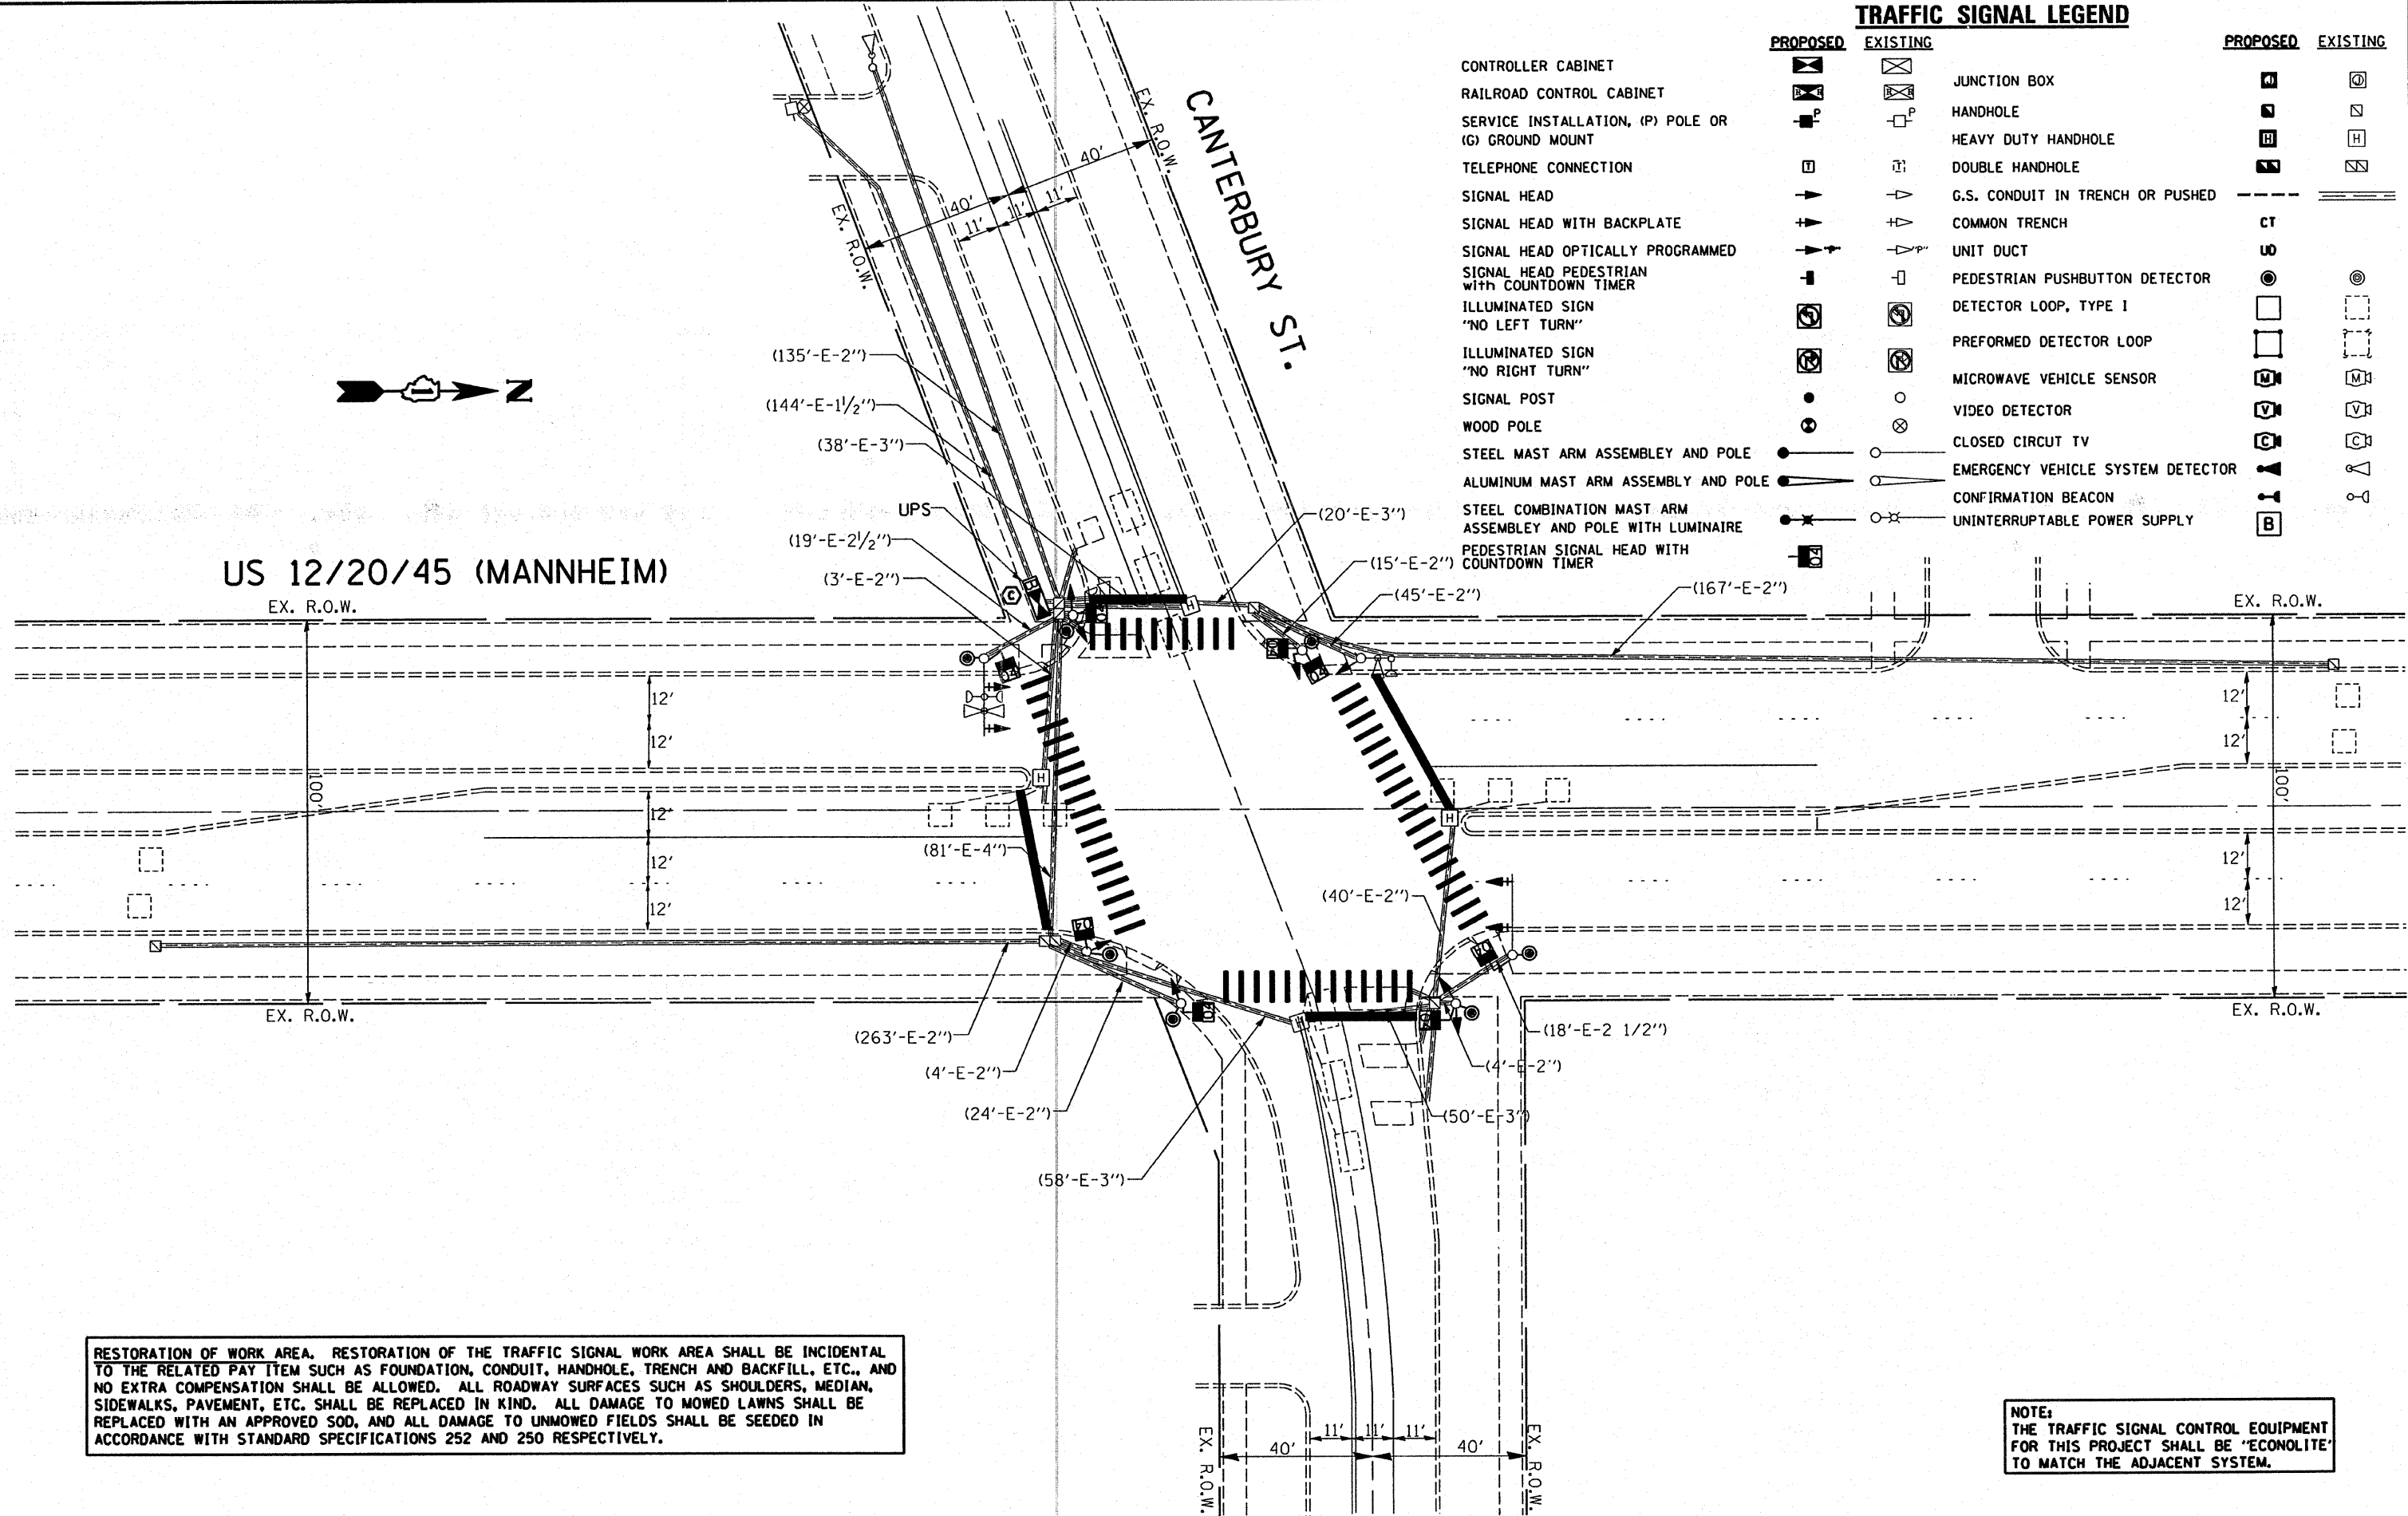 TRAFFIC SIGNAL LEGEND
PROPOSED EXISTING
PROPOSED EXISTING
CONTROLLER CABINET
RAILROAD CONTROL CABINET
R R
R R
SERVICE INSTALLATION, (P) POLE OR
(G) GROUND MOUNT
P
P
TELEPHONE CONNECTION
T
T
SIGNAL HEAD
SIGNAL HEAD WITH BACKPLATE
SIGNAL HEAD OPTICALLY PROGRAMMED
"P"
"P"
SIGNAL HEAD PEDESTRIAN
with COUNTDOWN TIMER
ILLUMINATED SIGN
"NO LEFT TURN"
ILLUMINATED SIGN
"NO RIGHT TURN"
SIGNAL POST
WOOD POLE
STEEL MAST ARM ASSEMBLEY AND POLE
ALUMINUM MAST ARM ASSEMBLY AND POLE
STEEL COMBINATION MAST ARM
ASSEMBLEY AND POLE WITH LUMINAIRE
PEDESTRIAN SIGNAL HEAD WITH
COUNTDOWN TIMER
04
JUNCTION BOX
J
J
HANDHOLE
HEAVY DUTY HANDHOLE
H
H
DOUBLE HANDHOLE
G.S. CONDUIT IN TRENCH OR PUSHED
COMMON TRENCH
CT
UNIT DUCT
UD
PEDESTRIAN PUSHBUTTON DETECTOR
DETECTOR LOOP, TYPE I
PREFORMED DETECTOR LOOP
MICROWAVE VEHICLE SENSOR
M
M
VIDEO DETECTOR
V
V
CLOSED CIRCUT TV
C
C
EMERGENCY VEHICLE SYSTEM DETECTOR
CONFIRMATION BEACON
UNINTERRUPTABLE POWER SUPPLY
B
CANTERBURY ST.
EX. R.O.W.
EX. R.O.W.
40'
40'
11'
11'
11'
N
(135'-E-2")
(144'-E-1½")
(38'-E-3")
UPS
(19'-E-2½")
(3'-E-2")
(20'-E-3")
(15'-E-2")
(45'-E-2")
(167'-E-2")
US 12/20/45 (MANNHEIM)
EX. R.O.W.
EX. R.O.W.
C
B
H
04
04
04
04
12'
12'
12'
12'
100'
H
H
100'
12'
12'
12'
12'
12'
(81'-E-4")
(40'-E-2")
04
04
EX. R.O.W.
EX. R.O.W.
04
04
(263'-E-2")
(18'-E-2 1/2")
(4'-E-2")
(4'-E-2")
(24'-E-2")
(50'-E-3")
(58'-E-3")
RESTORATION OF WORK AREA. RESTORATION OF THE TRAFFIC SIGNAL WORK AREA SHALL BE INCIDENTAL
TO THE RELATED PAY ITEM SUCH AS FOUNDATION, CONDUIT, HANDHOLE, TRENCH AND BACKFILL, ETC., AND
NO EXTRA COMPENSATION SHALL BE ALLOWED. ALL ROADWAY SURFACES SUCH AS SHOULDERS, MEDIAN,
SIDEWALKS, PAVEMENT, ETC. SHALL BE REPLACED IN KIND. ALL DAMAGE TO MOWED LAWNS SHALL BE
REPLACED WITH AN APPROVED SOD, AND ALL DAMAGE TO UNMOWED FIELDS SHALL BE SEEDED IN
ACCORDANCE WITH STANDARD SPECIFICATIONS 252 AND 250 RESPECTIVELY.
11'
11'
11'
40'
40'
EX. R.O.W.
EX. R.O.W.
NOTE:
THE TRAFFIC SIGNAL CONTROL EQUIPMENT
FOR THIS PROJECT SHALL BE "ECONOLITE"
TO MATCH THE ADJACENT SYSTEM.